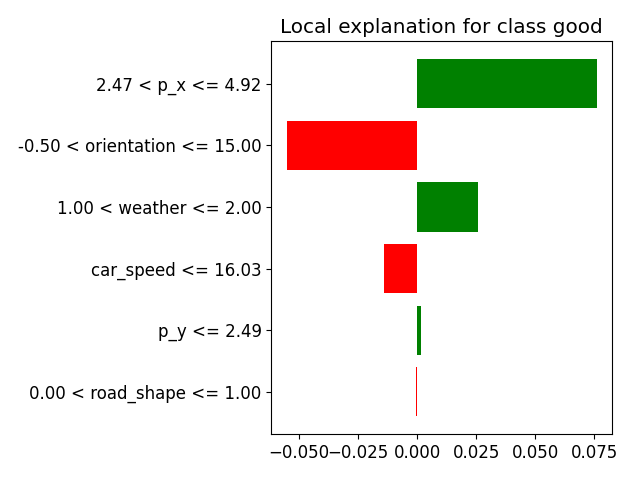 Local explanation for class good
2.47 < p_x <= 4.92
-0.50 < orientation <= 15.00
1.00 < weather <= 2.00
car_speed <= 16.03
p_y <= 2.49
0.00 < road_shape <= 1.00
−0.050 −0.025 0.000 0.025 0.050 0.075